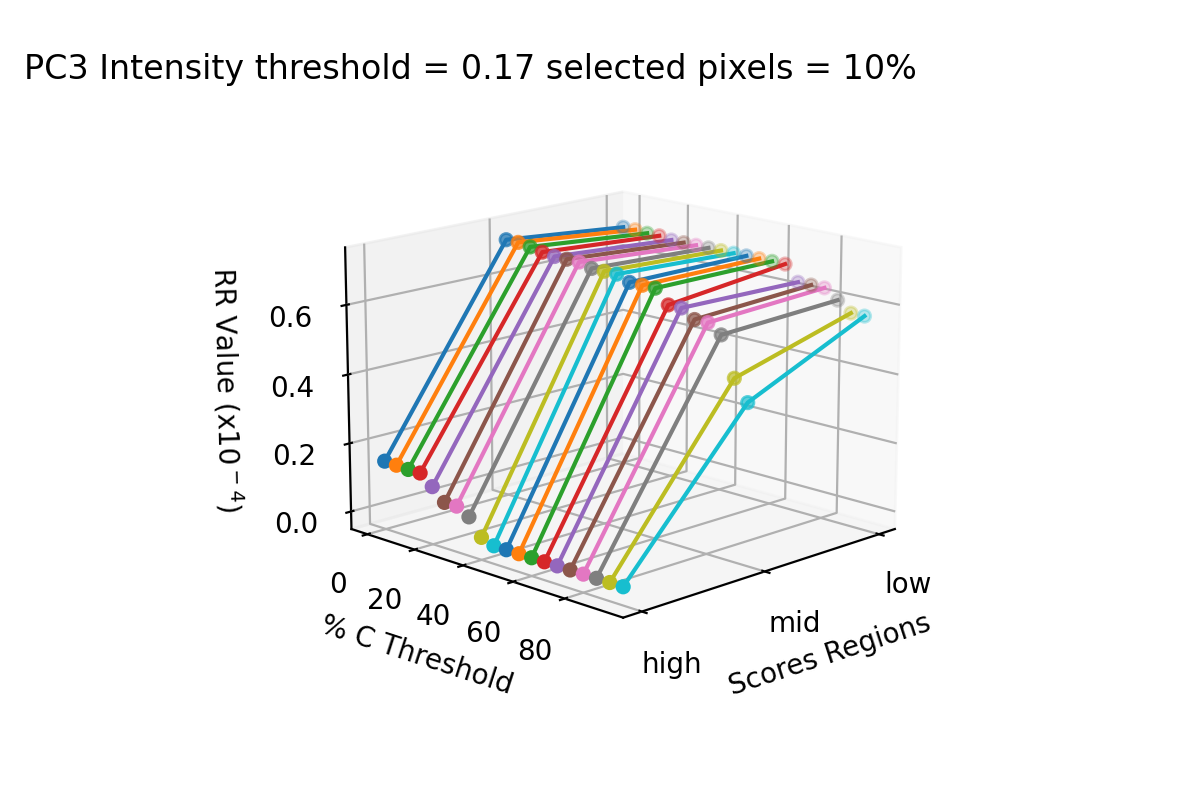 PC3 Intensity threshold = 0.17 selected pixels = 10%
RR Value (x10⁻⁴)
0.6
0.4
0.2
0.0
0
20
40
60
80
% C Threshold
high
mid
low
Scores Regions